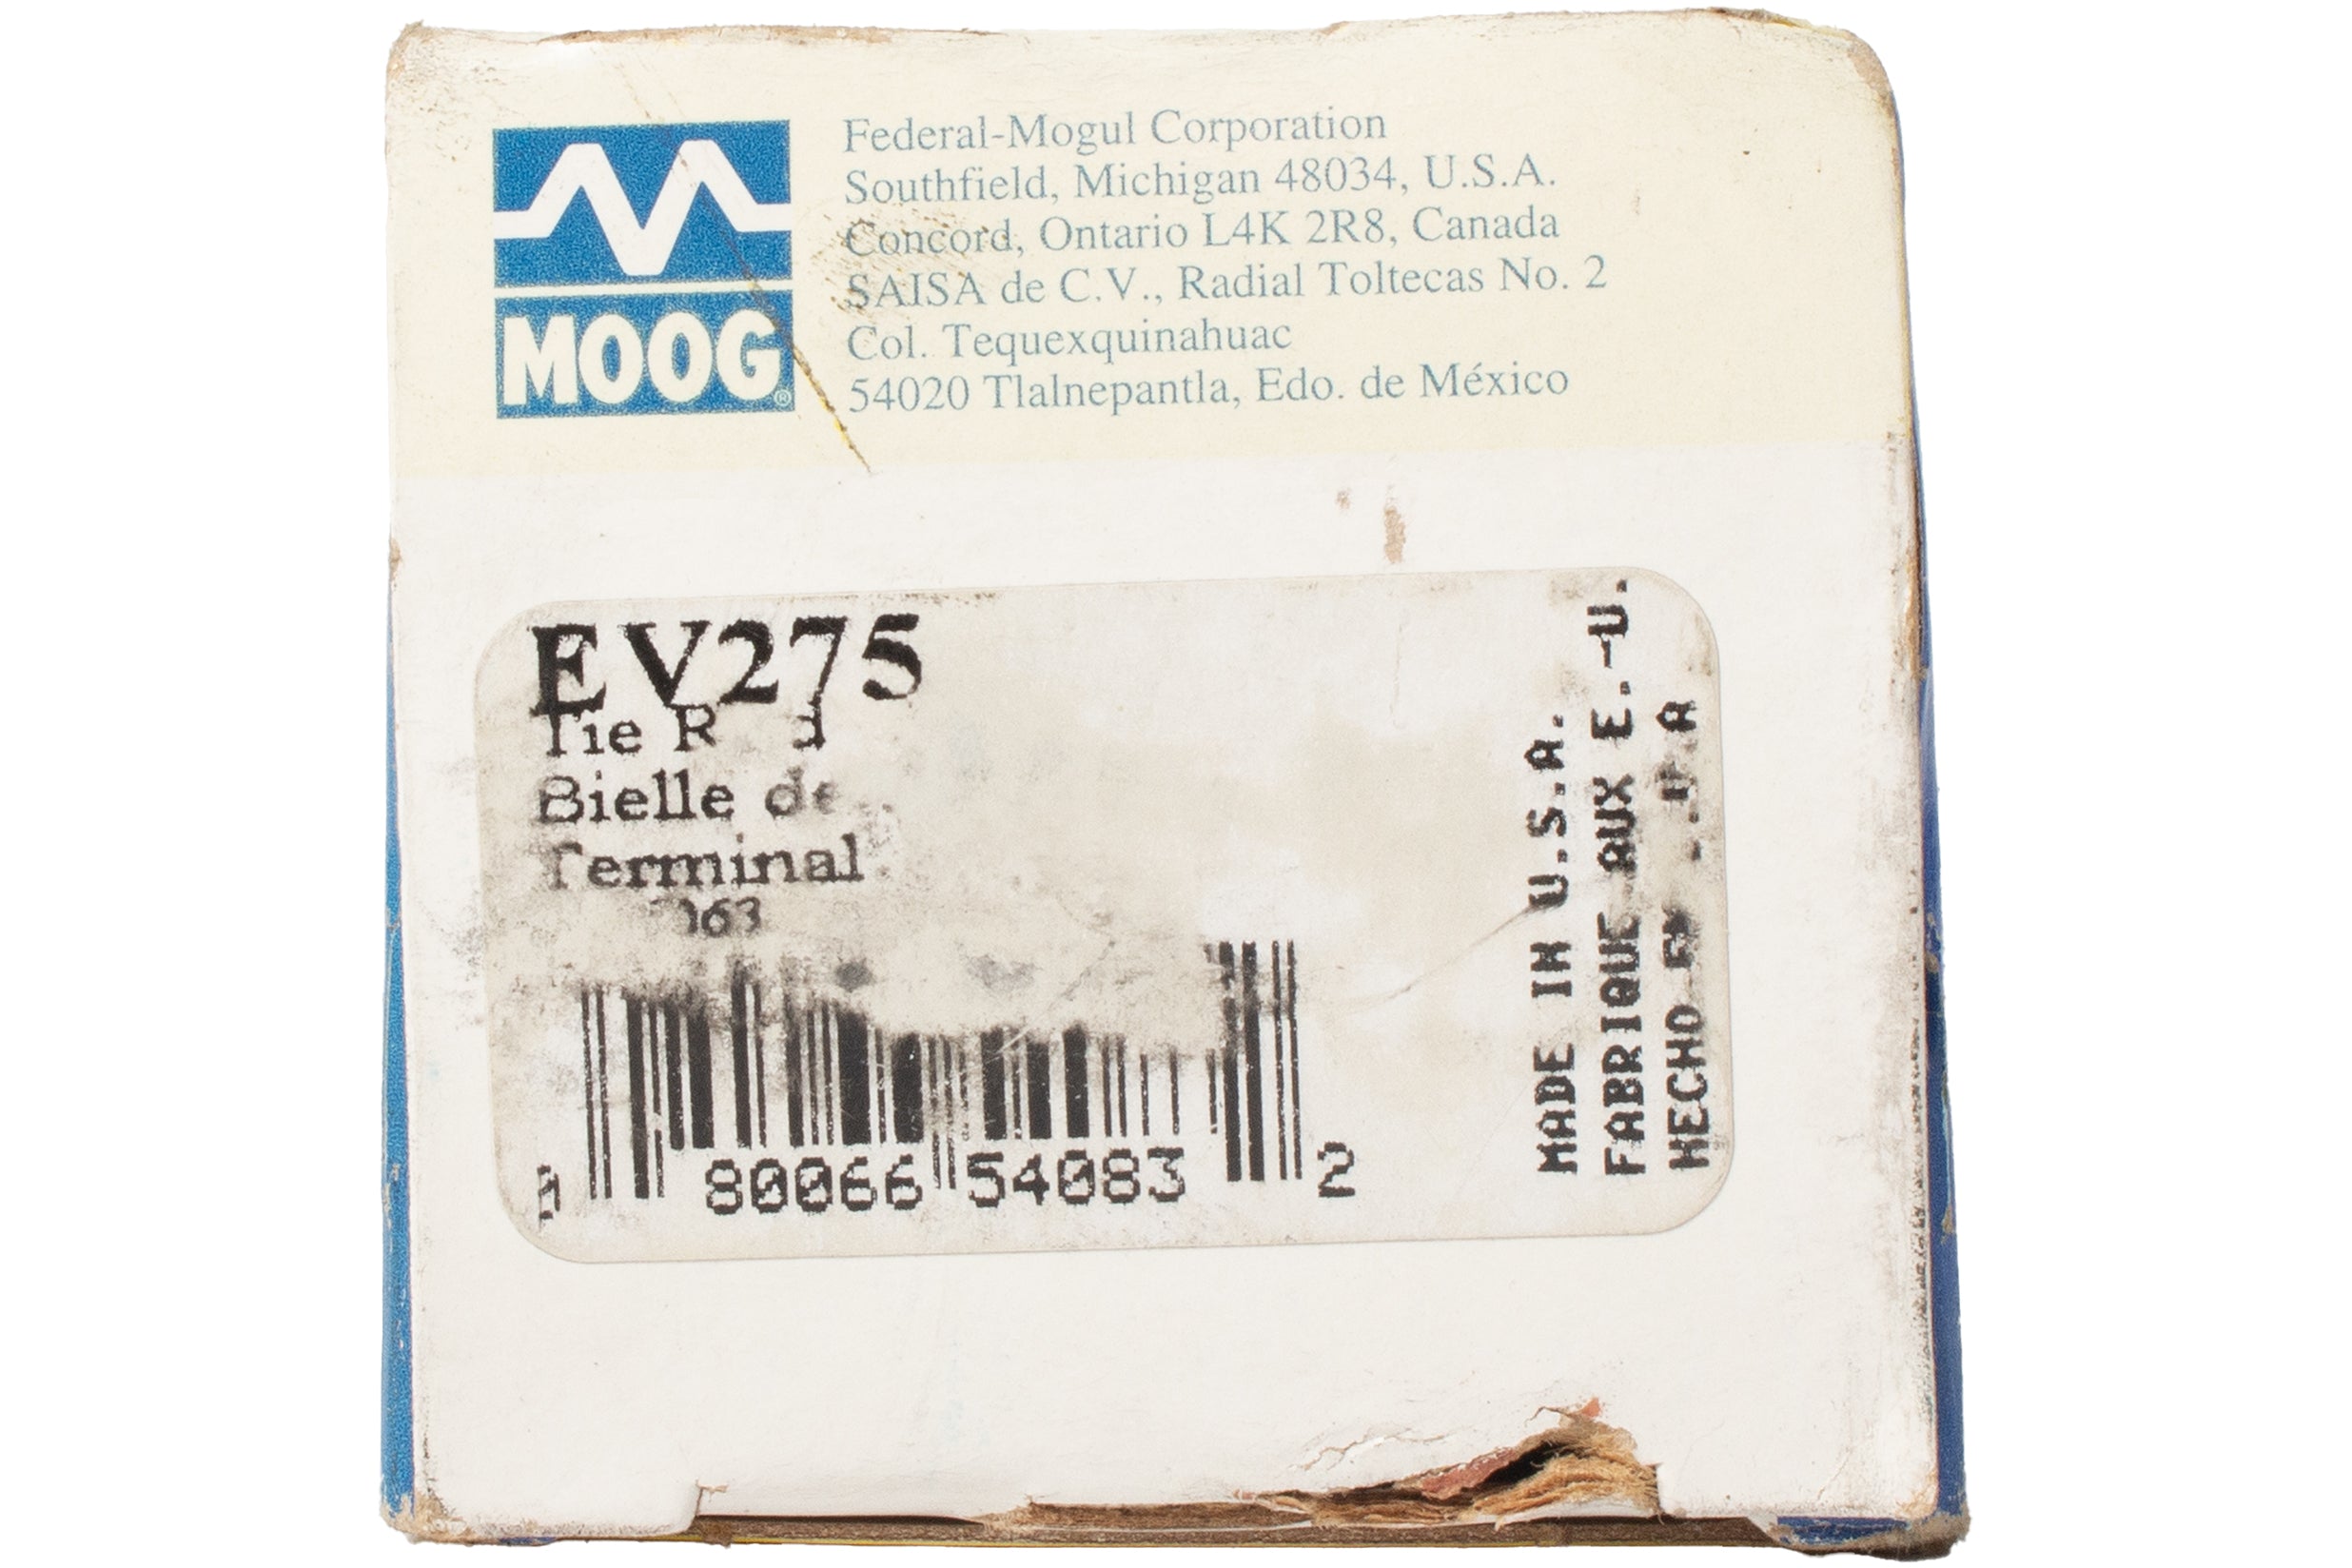 MOOG®
Federal-Mogul Corporation
Southfield, Michigan 48034, U.S.A.
Concord, Ontario L4K 2R8, Canada
SAISA de C.V., Radial Toltecas No. 2
Col. Tequexquinahuac
54020 Tlalnepantla, Edo. de México
EV275
Tie
Bielle de
Terminal
80066 54083 2
MADE IN U.S.A.
FABRIQUE AUX E.-U.
HECHO